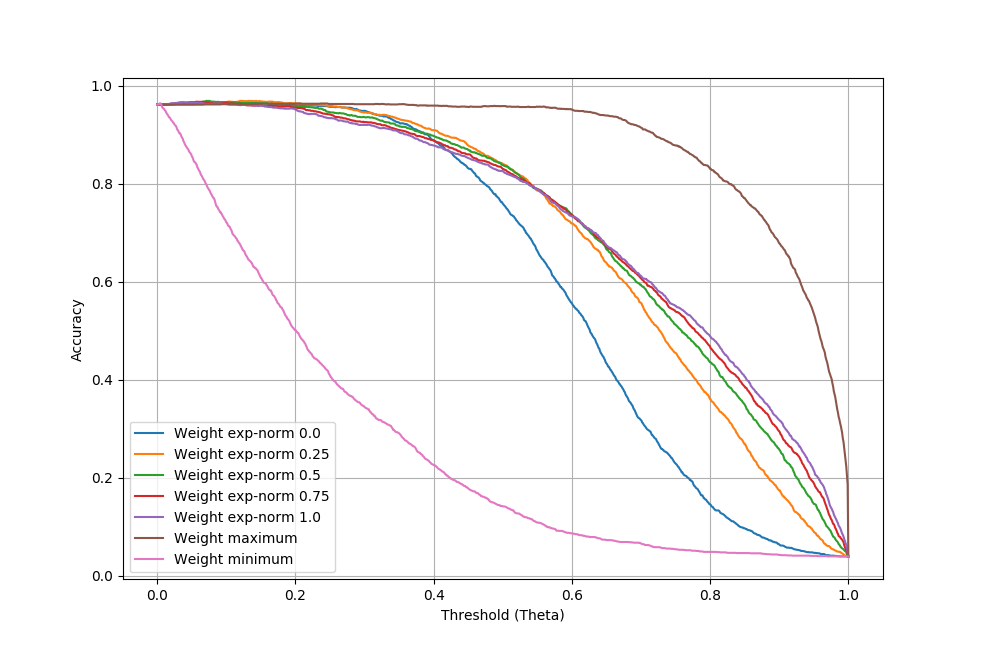 1.0
0.8
0.6
0.4
0.2
0.0
Accuracy
Weight exp-norm 0.0
Weight exp-norm 0.25
Weight exp-norm 0.5
Weight exp-norm 0.75
Weight exp-norm 1.0
Weight maximum
Weight minimum
0.0 0.2 0.4 0.6 0.8 1.0
Threshold (Theta)